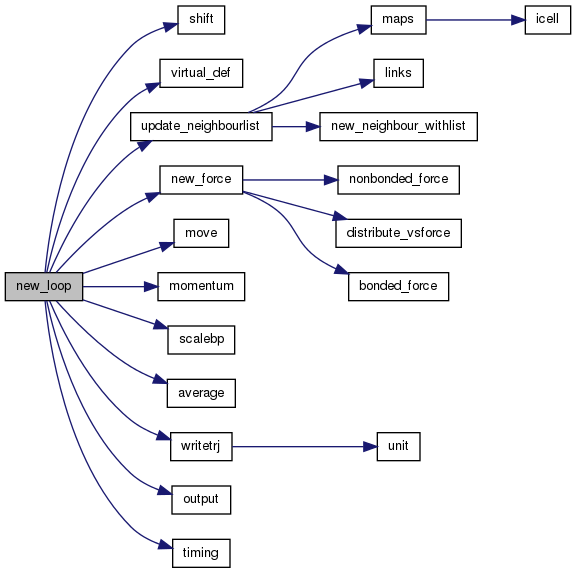 shift
maps
icell
virtual_def
links
update_neighbourlist
new_neighbour_withlist
new_force
nonbonded_force
move
distribute_vsforce
new_loop
momentum
bonded_force
scalebp
average
writetrj
unit
output
timing